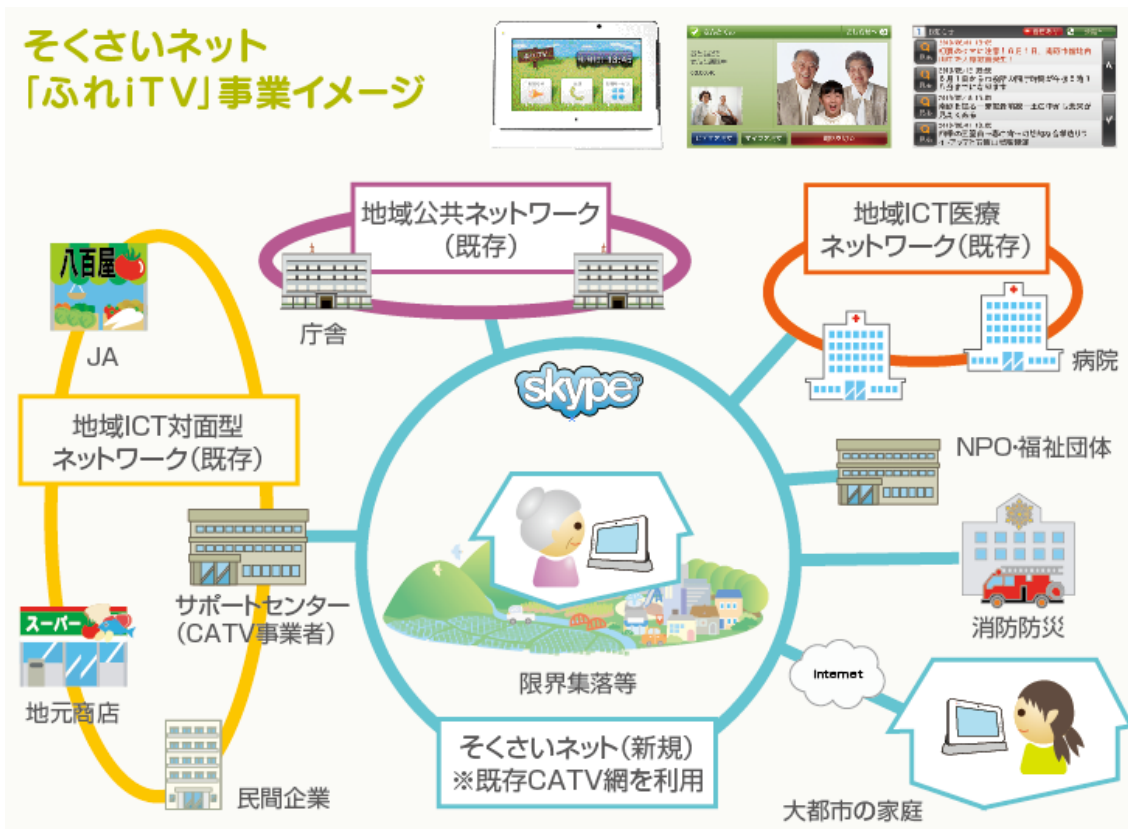 そくさいネット
「ふれiTV」事業イメージ
地域公共ネットワーク
(既存)
地域ICT医療
ネットワーク(既存)
八百屋
JA
庁舎
病院
skype
地域ICT対面型
ネットワーク(既存)
NPO・福祉団体
サポートセンター
(CATV事業者)
スーパー
地元商店
消防防災
限界集落等
Internet
そくさいネット(新規)
※既存CATV網を利用
民間企業
大都市の家庭